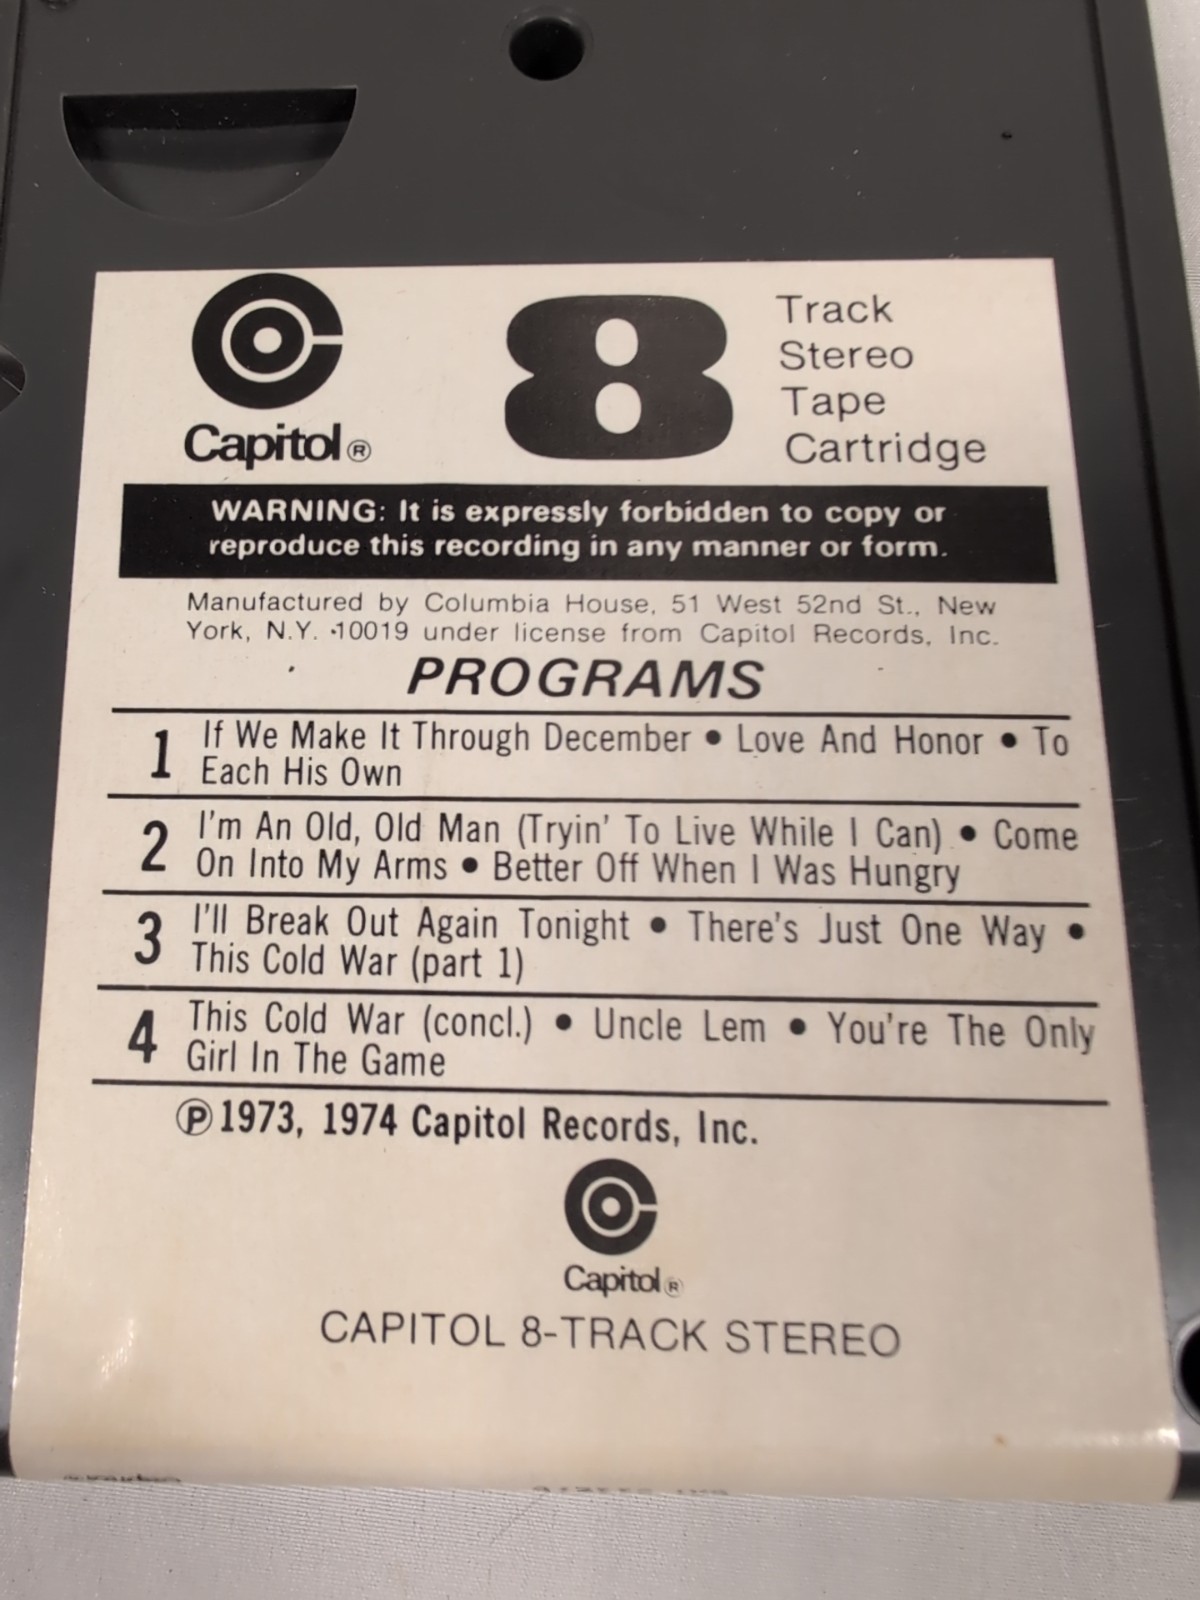 Capitol®
8
Track
Stereo
Tape
Cartridge
WARNING: It is expressly forbidden to copy or
reproduce this recording in any manner or form.
Manufactured by Columbia House, 51 West 52nd St., New
York, N.Y. 10019 under license from Capitol Records, Inc.
PROGRAMS
1 If We Make It Through December • Love And Honor • To
Each His Own
2 I'm An Old, Old Man (Tryin' To Live While I Can) • Come
On Into My Arms • Better Off When I Was Hungry
3 I'll Break Out Again Tonight • There's Just One Way •
This Cold War (part 1)
4 This Cold War (concl.) • Uncle Lem • You're The Only
Girl In The Game
Ⓟ1973, 1974 Capitol Records, Inc.
Capitol®
CAPITOL 8-TRACK STEREO